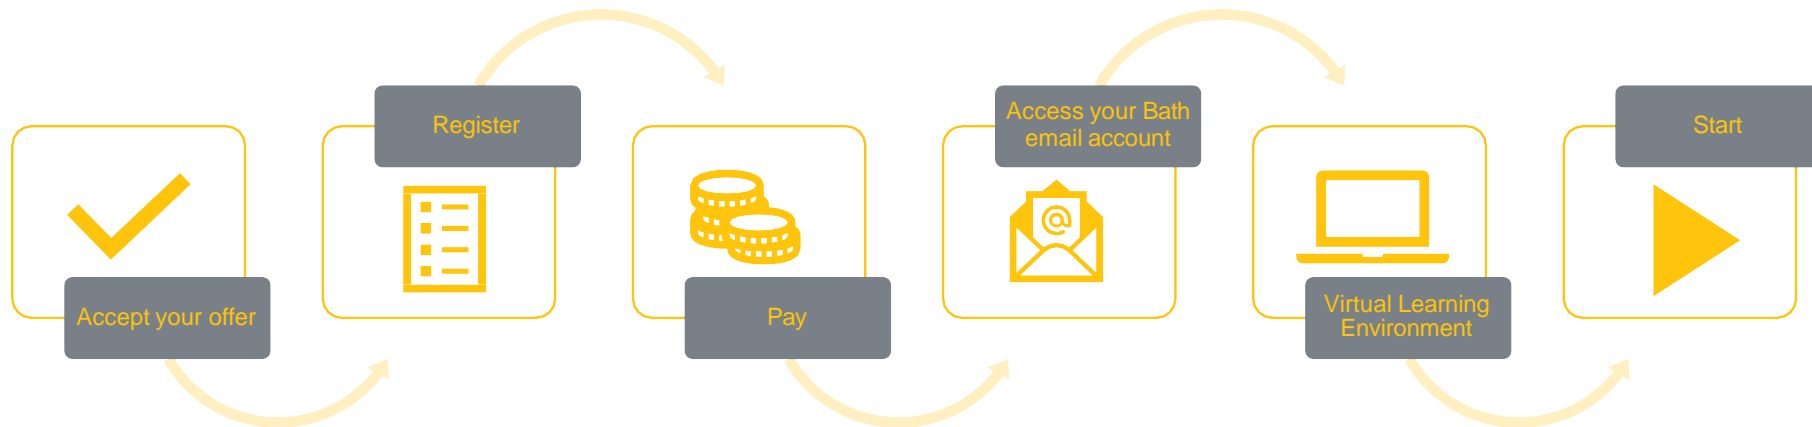 Accept your offer
Register
Pay
Access your Bath
email account
@
Virtual Learning
Environment
Start